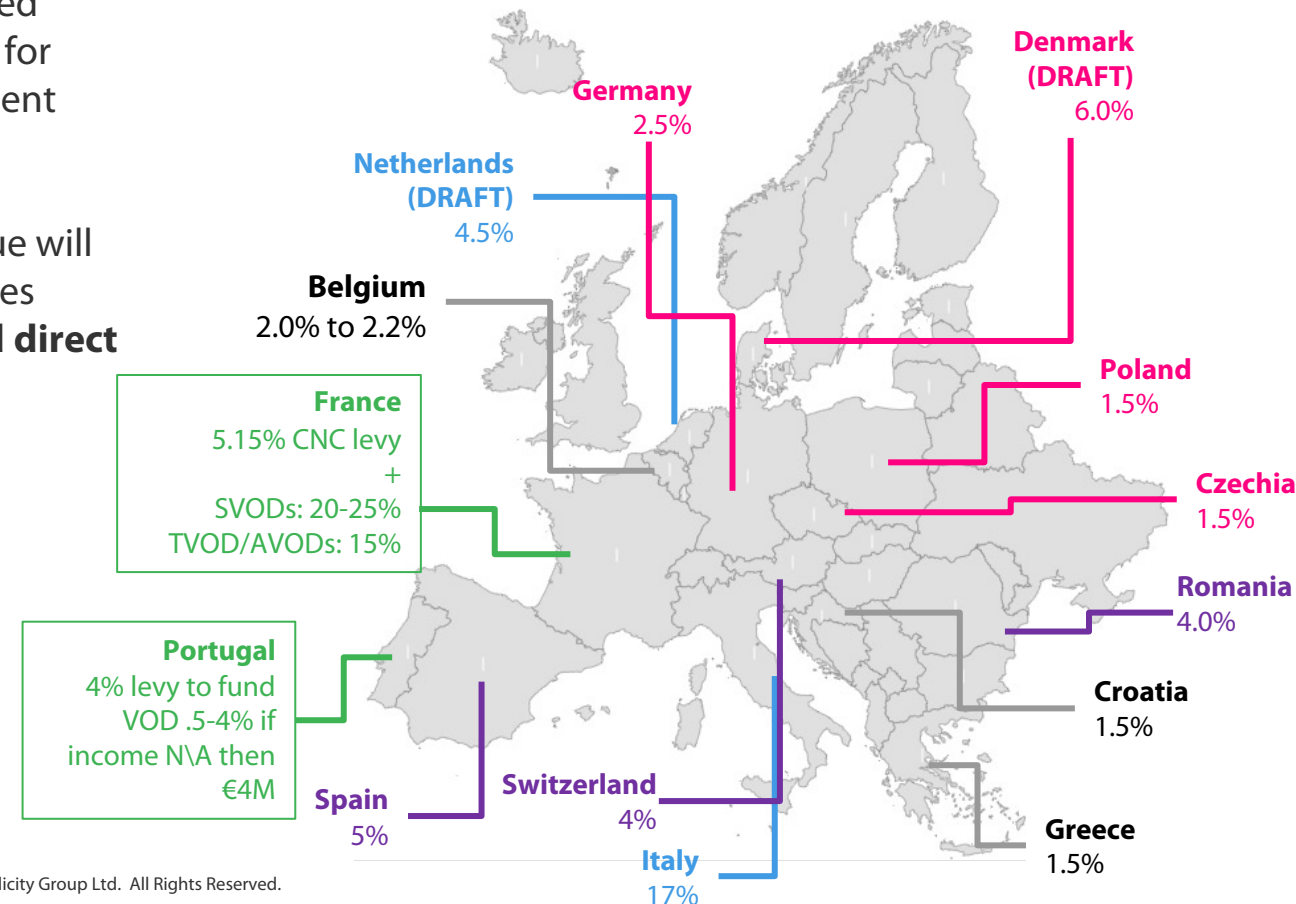 for
ue will
direct
Germany
2.5%
Denmark
(DRAFT)
6.0%
Netherlands
(DRAFT)
4.5%
Belgium
2.0% to 2.2%
France
5.15% CNC levy
+
SVODs: 20-25%
TVOD/AVODs: 15%
Poland
1.5%
Czechia
1.5%
Romania
4.0%
Portugal
4% levy to fund
VOD .5-4% if
income N\A then
€4M
Croatia
1.5%
Spain
5%
Switzerland
4%
Greece
1.5%
Italy
17%
licity Group Ltd. All Rights Reserved.